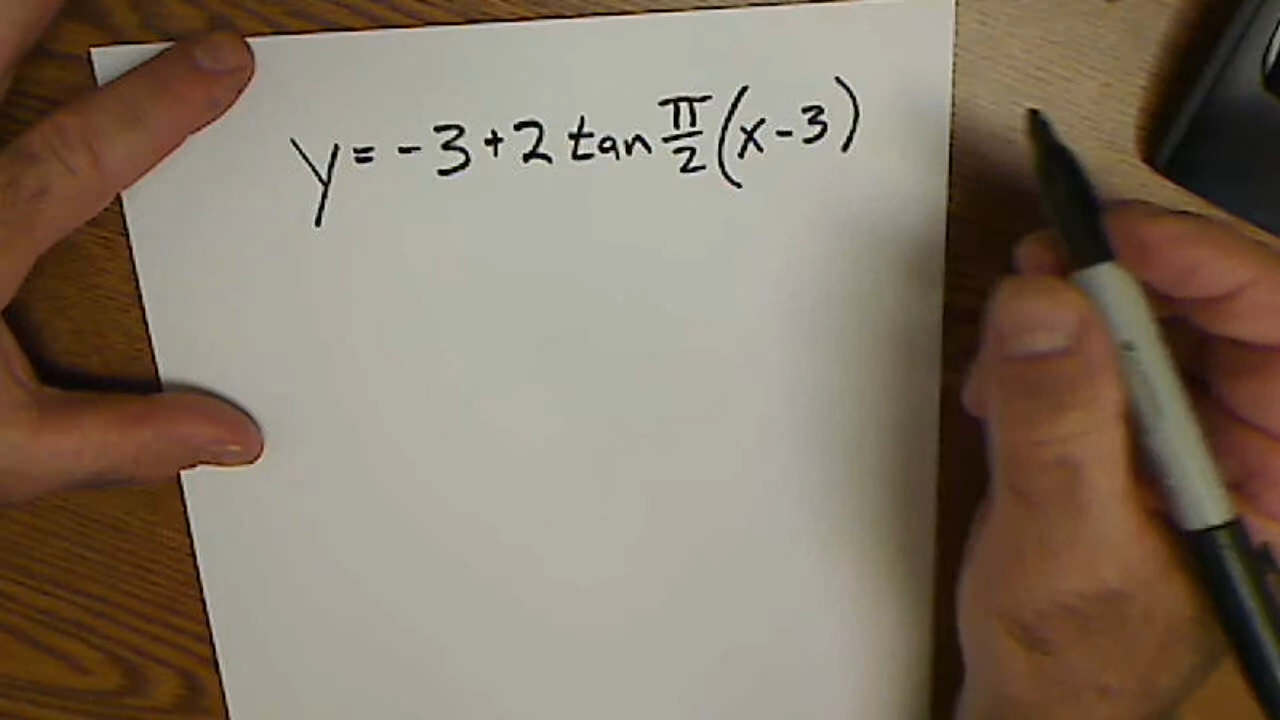 y = -3 + 2 tan π/2 (x - 3)